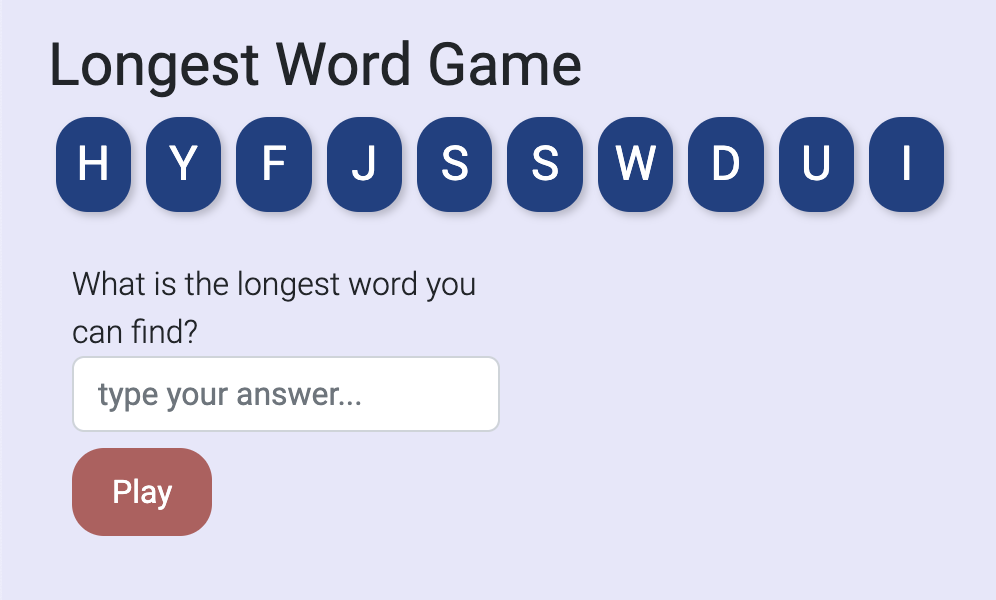 Longest Word Game
H Y F J S S W D U I
What is the longest word you
can find?
type your answer...
Play